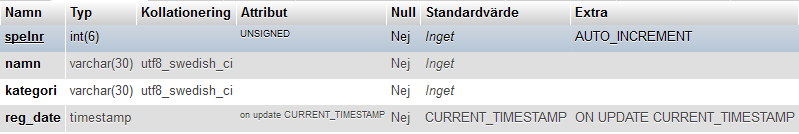 Namn Typ Kollationering Attribut Null Standardvärde Extra
spelnr int(6) UNSIGNED Nej Inget AUTO_INCREMENT
namn varchar(30) utf8_swedish_ci Nej Inget
kategori varchar(30) utf8_swedish_ci Nej Inget
reg_date timestamp on update CURRENT_TIMESTAMP Nej CURRENT_TIMESTAMP ON UPDATE CURRENT_TIMESTAMP